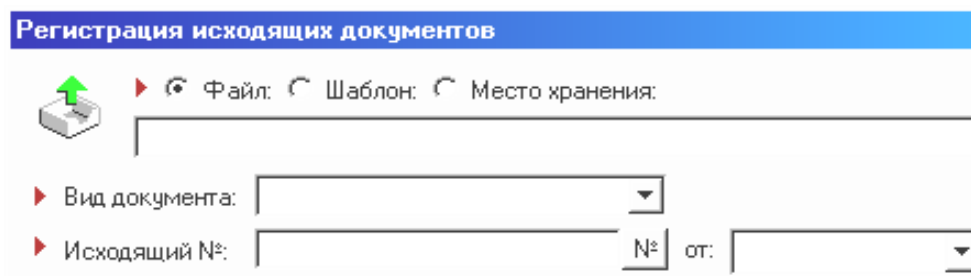 Регистрация исходящих документов
Файл: Шаблон: Место хранения:
Вид документа:
Исходящий №: № от: